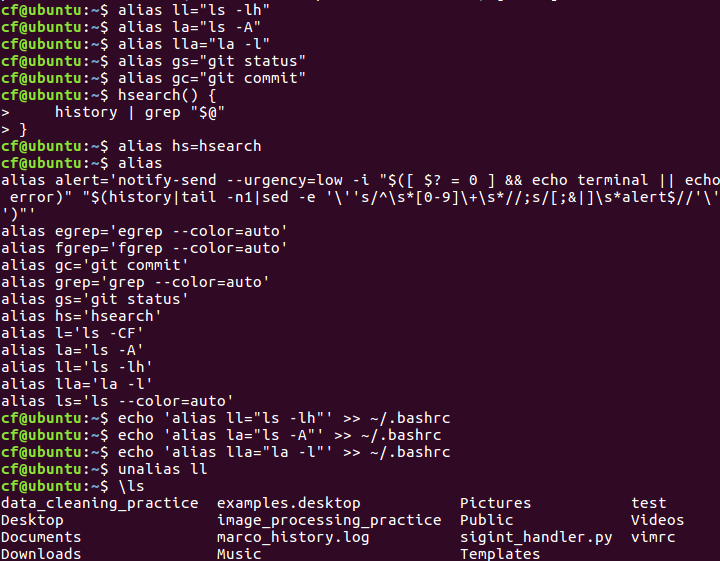 cf@ubuntu:~$ alias ll="ls -lh"
cf@ubuntu:~$ alias la="ls -A"
cf@ubuntu:~$ alias lla="la -l"
cf@ubuntu:~$ alias gs="git status"
cf@ubuntu:~$ alias gc="git commit"
cf@ubuntu:~$ hsearch() {
>     history | grep "$@"
> }
cf@ubuntu:~$ alias hs=hsearch
cf@ubuntu:~$ alias
alias alert='notify-send --urgency=low -i "$([ $? = 0 ] && echo terminal || echo
 error)" "$(history|tail -n1|sed -e '\''s/^\s*[0-9]\+\s*//;s/[;&|]\s*alert$//'\'
')"'
alias egrep='egrep --color=auto'
alias fgrep='fgrep --color=auto'
alias gc='git commit'
alias grep='grep --color=auto'
alias gs='git status'
alias hs='hsearch'
alias l='ls -CF'
alias la='ls -A'
alias ll='ls -lh'
alias lla='la -l'
alias ls='ls --color=auto'
cf@ubuntu:~$ echo 'alias ll="ls -lh"' >> ~/.bashrc
cf@ubuntu:~$ echo 'alias la="ls -A"' >> ~/.bashrc
cf@ubuntu:~$ echo 'alias lla="la -l"' >> ~/.bashrc
cf@ubuntu:~$ unalias ll
cf@ubuntu:~$ \ls
data_cleaning_practice  examples.desktop           Pictures           test
Desktop                 image_processing_practice  Public             Videos
Documents               marco_history.log          sigint_handler.py  vimrc
Downloads               Music                      Templates